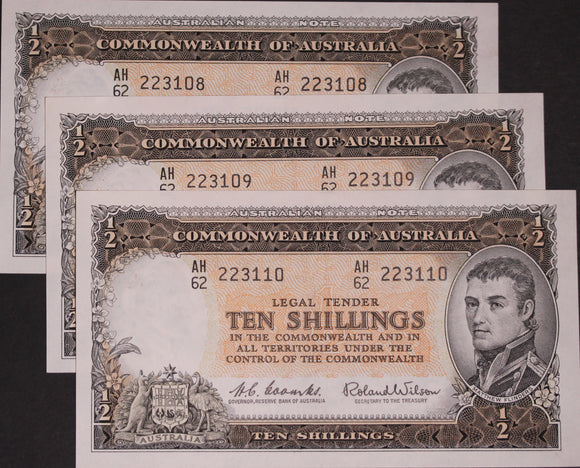 AUSTRALIAN NOTE
1/2 COMMONWEALTH OF AUSTRALIA 1/2
AH 62 223108 AH 62 223108
1/2
AUSTRALIAN NOTE
1/2 COMMONWEALTH OF AUSTRALIA 1/2
AH 62 223109 AH 62 223109
1/2
AUSTRALIAN NOTE
1/2 COMMONWEALTH OF AUSTRALIA 1/2
AH 62 223110 AH 62 223110
LEGAL TENDER
TEN SHILLINGS
IN THE COMMONWEALTH AND IN
ALL TERRITORIES UNDER THE
CONTROL OF THE COMMONWEALTH
H.C. Coombs. Roland Wilson
GOVERNOR, RESERVE BANK OF AUSTRALIA SECRETARY TO THE TREASURY
MATTHEW FLINDERS
AUSTRALIA
1/2 TEN SHILLINGS 1/2